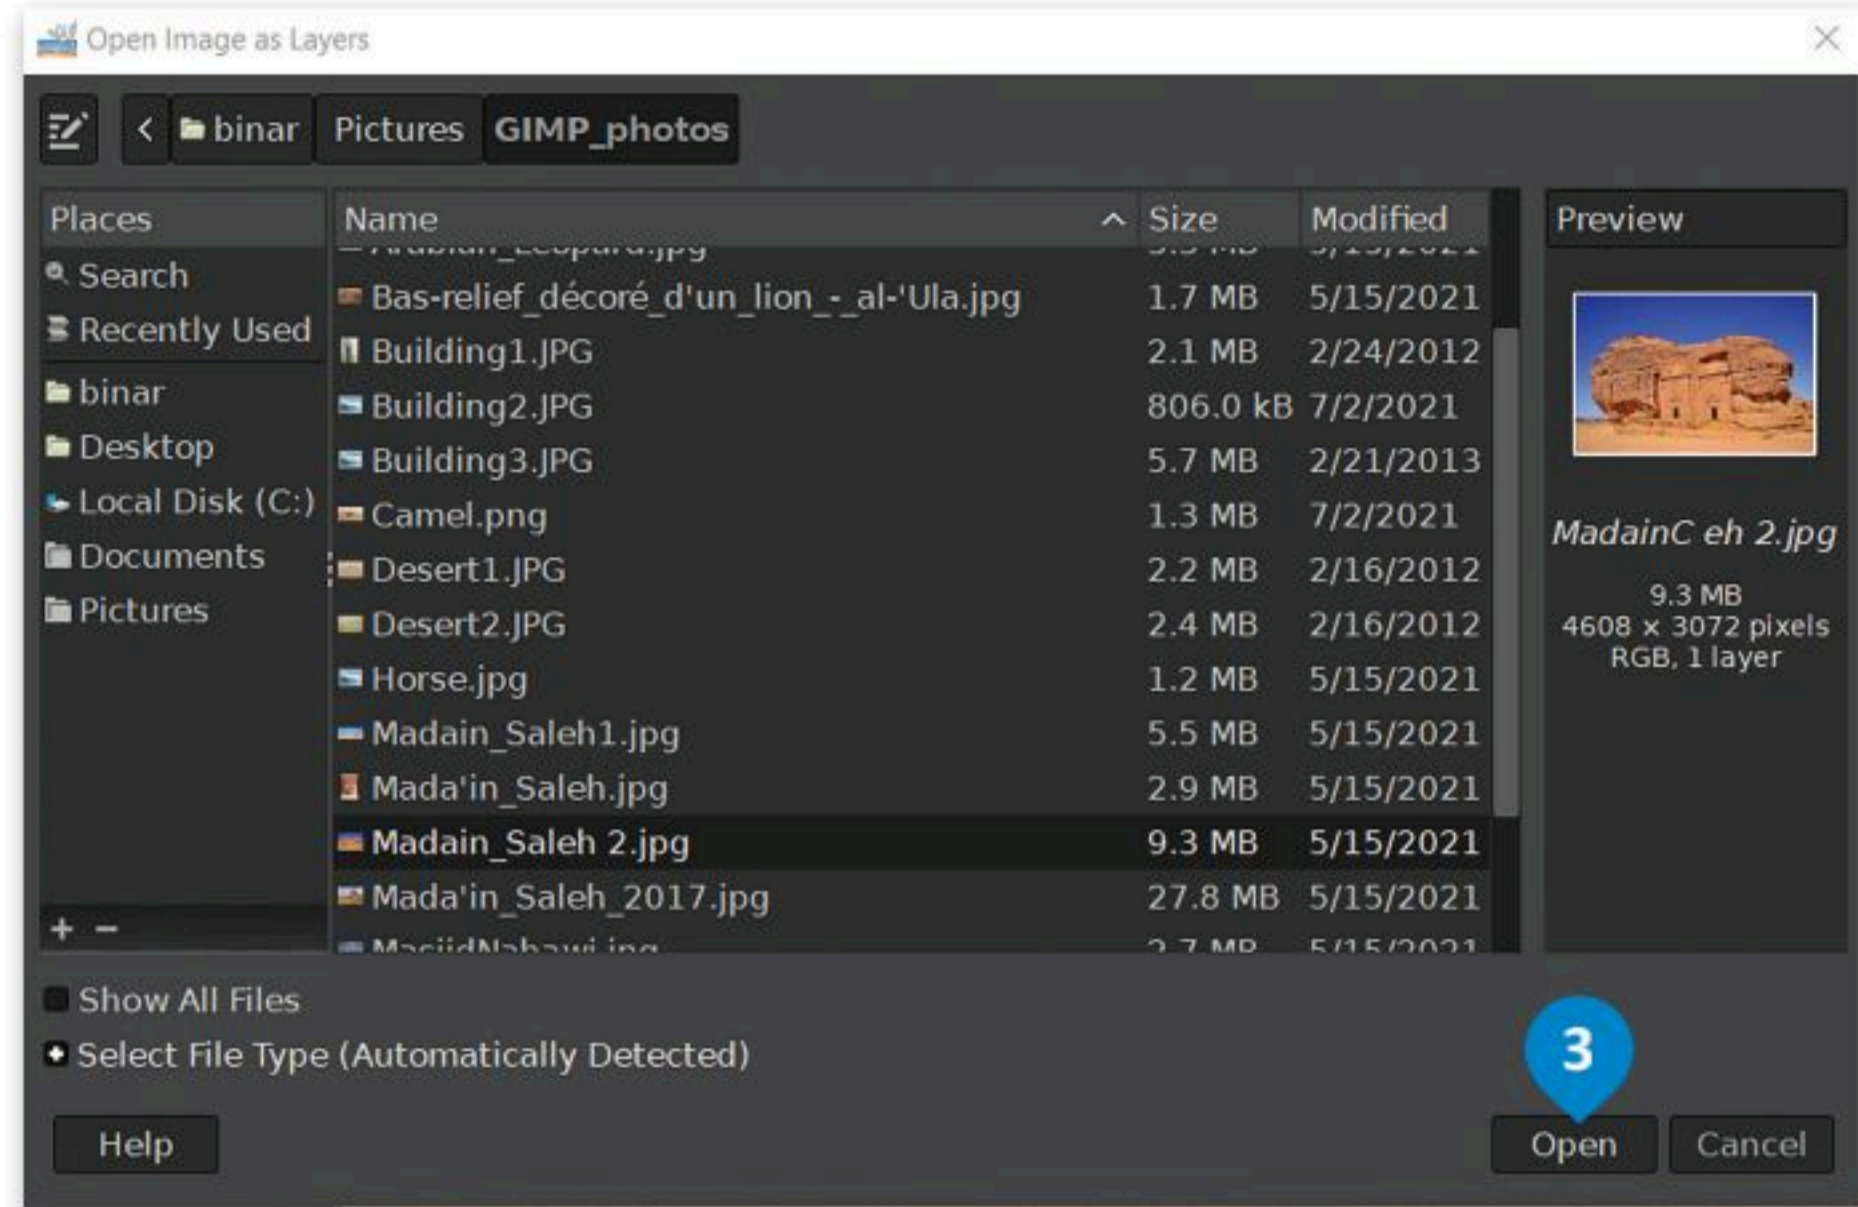 Open Image as Layers
binar Pictures GIMP_photos
Places Name Size Modified Preview
Search
Recently Used
binar
Desktop
Local Disk (C:)
Documents
Pictures
Arabian_Leopard.jpg
Bas-relief_décoré_d'un_lion_-_al-'Ula.jpg 1.7 MB 5/15/2021
Building1.JPG 2.1 MB 2/24/2012
Building2.JPG 806.0 kB 7/2/2021
Building3.JPG 5.7 MB 2/21/2013
Camel.png 1.3 MB 7/2/2021
Desert1.JPG 2.2 MB 2/16/2012
Desert2.JPG 2.4 MB 2/16/2012
Horse.jpg 1.2 MB 5/15/2021
Madain_Saleh1.jpg 5.5 MB 5/15/2021
Mada'in_Saleh.jpg 2.9 MB 5/15/2021
Madain_Saleh 2.jpg 9.3 MB 5/15/2021
Mada'in_Saleh_2017.jpg 27.8 MB 5/15/2021
5/15/2021
MadainC eh 2.jpg
9.3 MB
4608 x 3072 pixels
RGB, 1 layer
+ −
Show All Files
Select File Type (Automatically Detected)
3
Help Open Cancel